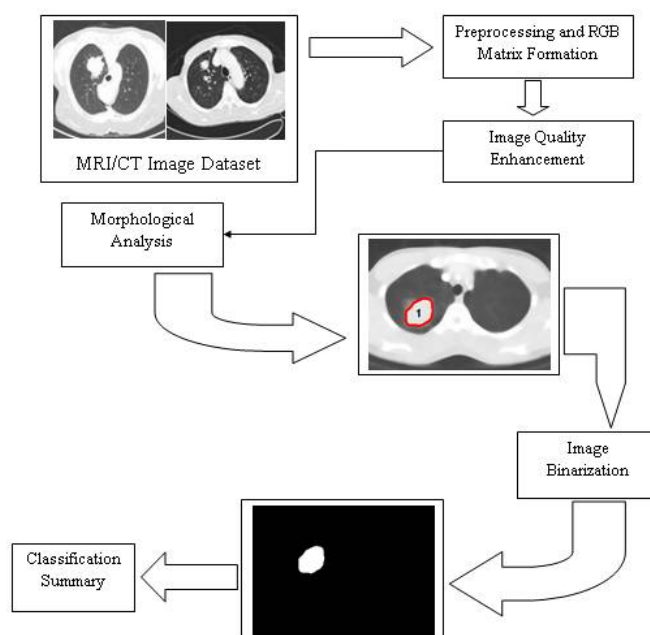 Preprocessing and RGB
Matrix Formation
MRI/CT Image Dataset
Image Quality
Enhancement
Morphological
Analysis
1
Image
Binarization
Classification
Summary